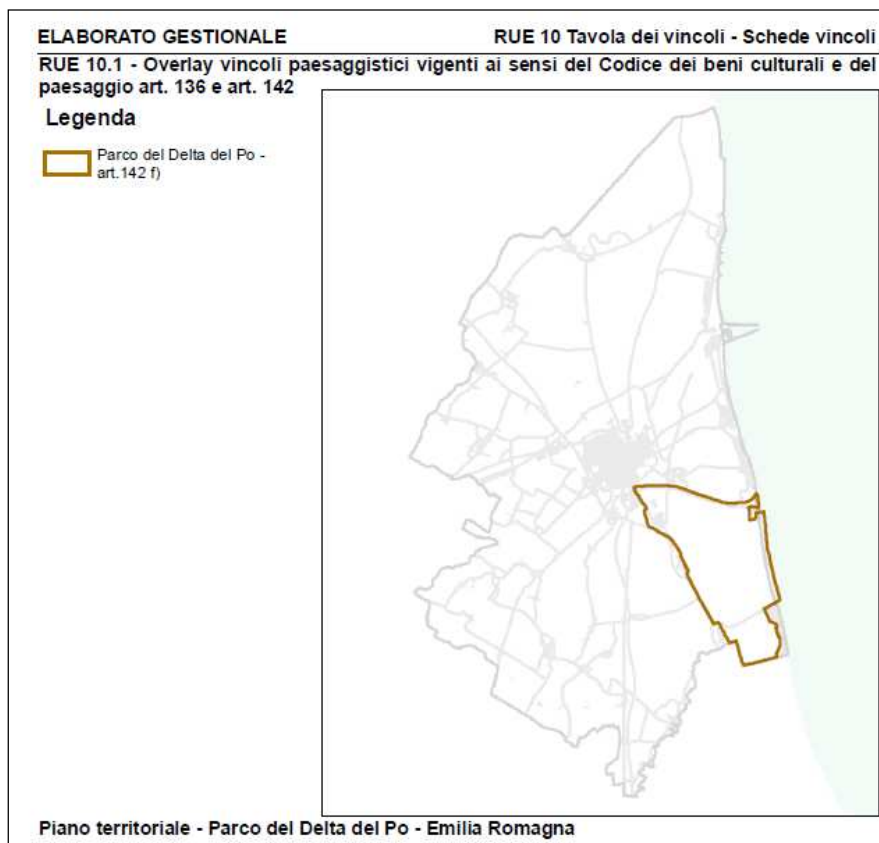 ELABORATO GESTIONALE
RUE 10 Tavola dei vincoli - Schede vincoli
RUE 10.1 - Overlay vincoli paesaggistici vigenti ai sensi del Codice dei beni culturali e del
paesaggio art. 136 e art. 142
Legenda
Parco del Delta del Po -
art.142 f)
Piano territoriale - Parco del Delta del Po - Emilia Romagna